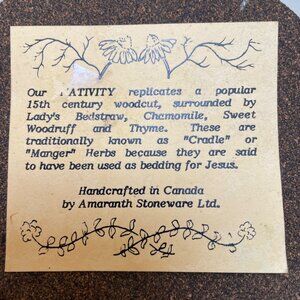 Our NATIVITY replicates a popular
15th century woodcut, surrounded by
Lady's Bedstraw, Chamomile, Sweet
Woodruff and Thyme. These are
traditionally known as "Cradle" or
"Manger" Herbs because they are said
to have been used as bedding for Jesus.
Handcrafted in Canada
by Amaranth Stoneware Ltd.